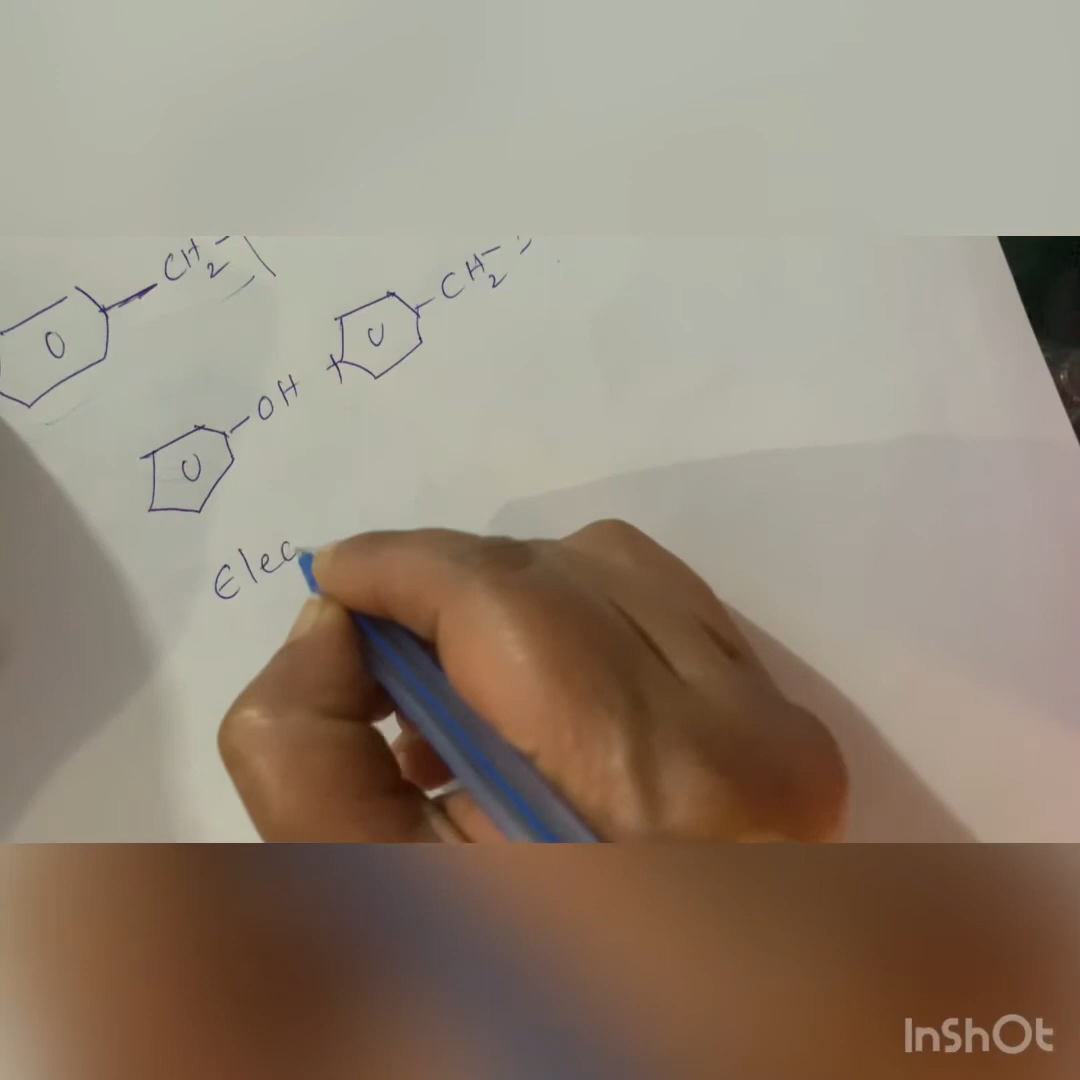 CH2-
CH2-
OH
+
Elec
InShOt